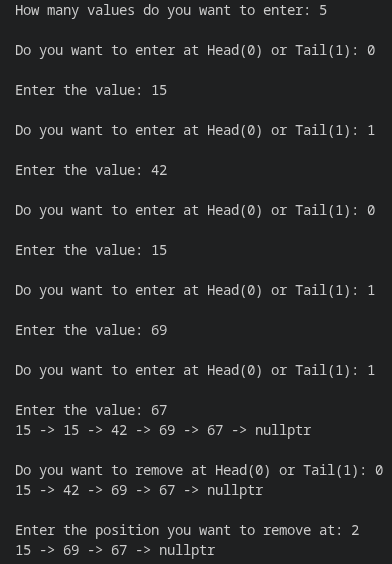 How many values do you want to enter: 5
Do you want to enter at Head(0) or Tail(1): 0
Enter the value: 15
Do you want to enter at Head(0) or Tail(1): 1
Enter the value: 42
Do you want to enter at Head(0) or Tail(1): 0
Enter the value: 15
Do you want to enter at Head(0) or Tail(1): 1
Enter the value: 69
Do you want to enter at Head(0) or Tail(1): 1
Enter the value: 67
15 -> 15 -> 42 -> 69 -> 67 -> nullptr
Do you want to remove at Head(0) or Tail(1): 0
15 -> 42 -> 69 -> 67 -> nullptr
Enter the position you want to remove at: 2
15 -> 69 -> 67 -> nullptr